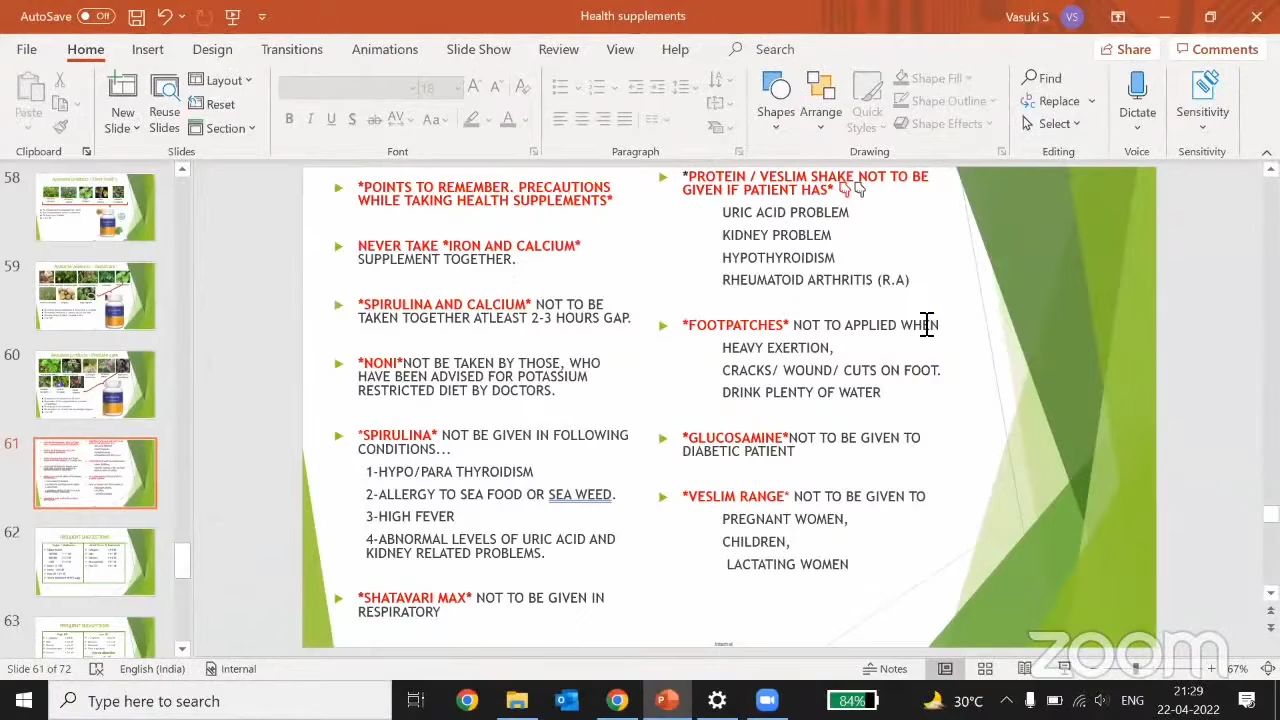 AutoSave
Off
Health supplements
Vasuki S
VS
File
Home
Insert
Design
Transitions
Animations
Slide Show
Review
View
Help
Search
Share
Comments
Paste
New
Slide
Reuse
Slides
Layout
Reset
Section
Shapes
Arrange
Quick
Styles
Shape Fill
Shape Outline
Shape Effects
Find
Replace
Select
Dictate
Sensitivity
Clipboard
Slides
Font
Paragraph
Drawing
Editing
Voice
Sensitivity
58
59
60
61
62
63
*POINTS TO REMEMBER. PRECAUTIONS
WHILE TAKING HEALTH SUPPLEMENTS*
NEVER TAKE *IRON AND CALCIUM*
SUPPLEMENT TOGETHER.
*SPIRULINA AND CALCIUM* NOT TO BE
TAKEN TOGETHER ATLEAST 2-3 HOURS GAP.
*NONI*NOT BE TAKEN BY THOSE, WHO
HAVE BEEN ADVISED FOR POTASSIUM
RESTRICTED DIET BY DOCTORS.
*SPIRULINA* NOT BE GIVEN IN FOLLOWING
CONDITIONS...
1-HYPO/PARA THYROIDISM
2-ALLERGY TO SEA FOOD OR SEA WEED.
3-HIGH FEVER
4-ABNORMAL LEVELS OF URIC ACID AND
KIDNEY RELATED PROBLEMS.
*SHATAVARI MAX* NOT TO BE GIVEN IN
RESPIRATORY
*PROTEIN / VESLIM SHAKE NOT TO BE
GIVEN IF PATIENT HAS* 👇👇
URIC ACID PROBLEM
KIDNEY PROBLEM
HYPOTHYROIDISM
RHEUMATOID ARTHRITIS (R.A)
*FOOTPATCHES* NOT TO APPLIED WHEN
HEAVY EXERTION,
CRACKS/WOUND/ CUTS ON FOOT.
DRINK PLENTY OF WATER
*GLUCOSAMINE*NOT TO BE GIVEN TO
DIABETIC PATIENT
*VESLIM RANGE* NOT TO BE GIVEN TO
PREGNANT WOMEN,
CHILDREN,
LACTATING WOMEN
Internal
zoom
Slide 61 of 72
English (India)
Internal
Notes
67%
Type here to search
84%
30°C
ENG
21:29
22-04-2022